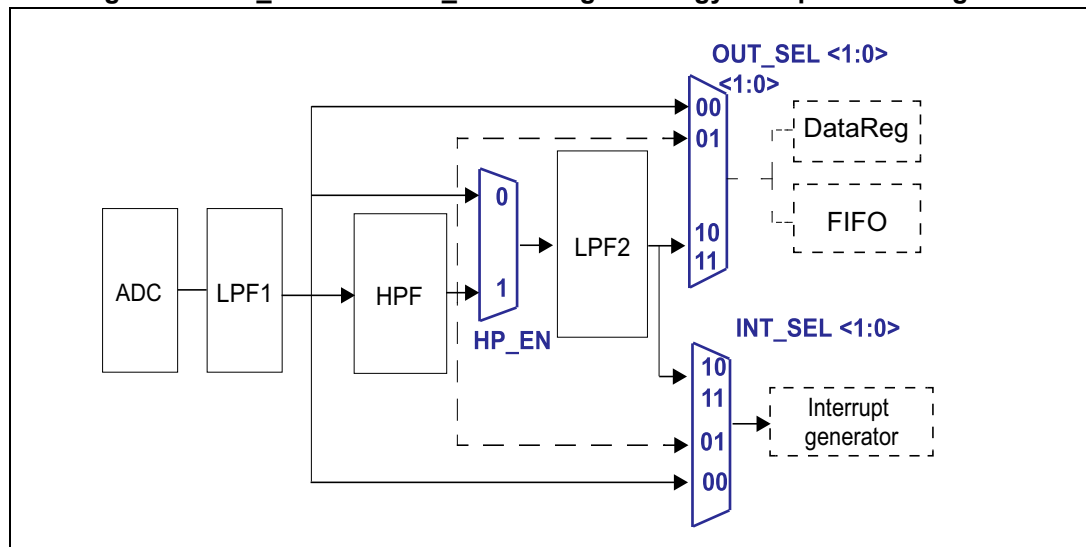 OUT_SEL <1:0>
<1:0>
00
01
DataReg
0
LPF2
10
11
FIFO
ADC
LPF1
HPF
1
HP_EN
INT_SEL <1:0>
10
11
01
00
Interrupt
generator